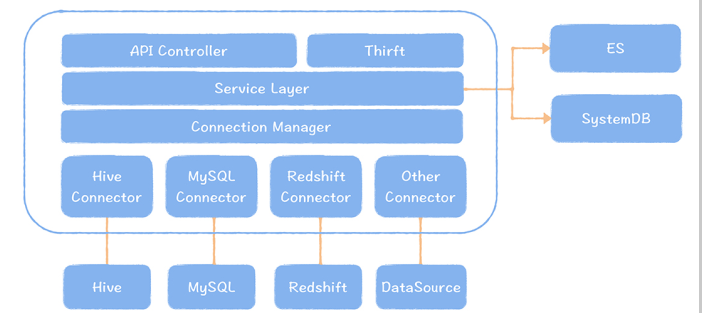 API Controller
Thirft
ES
Service Layer
SystemDB
Connection Manager
Hive
Connector
MySQL
Connector
Redshift
Connector
Other
Connector
Hive
MySQL
Redshift
DataSource